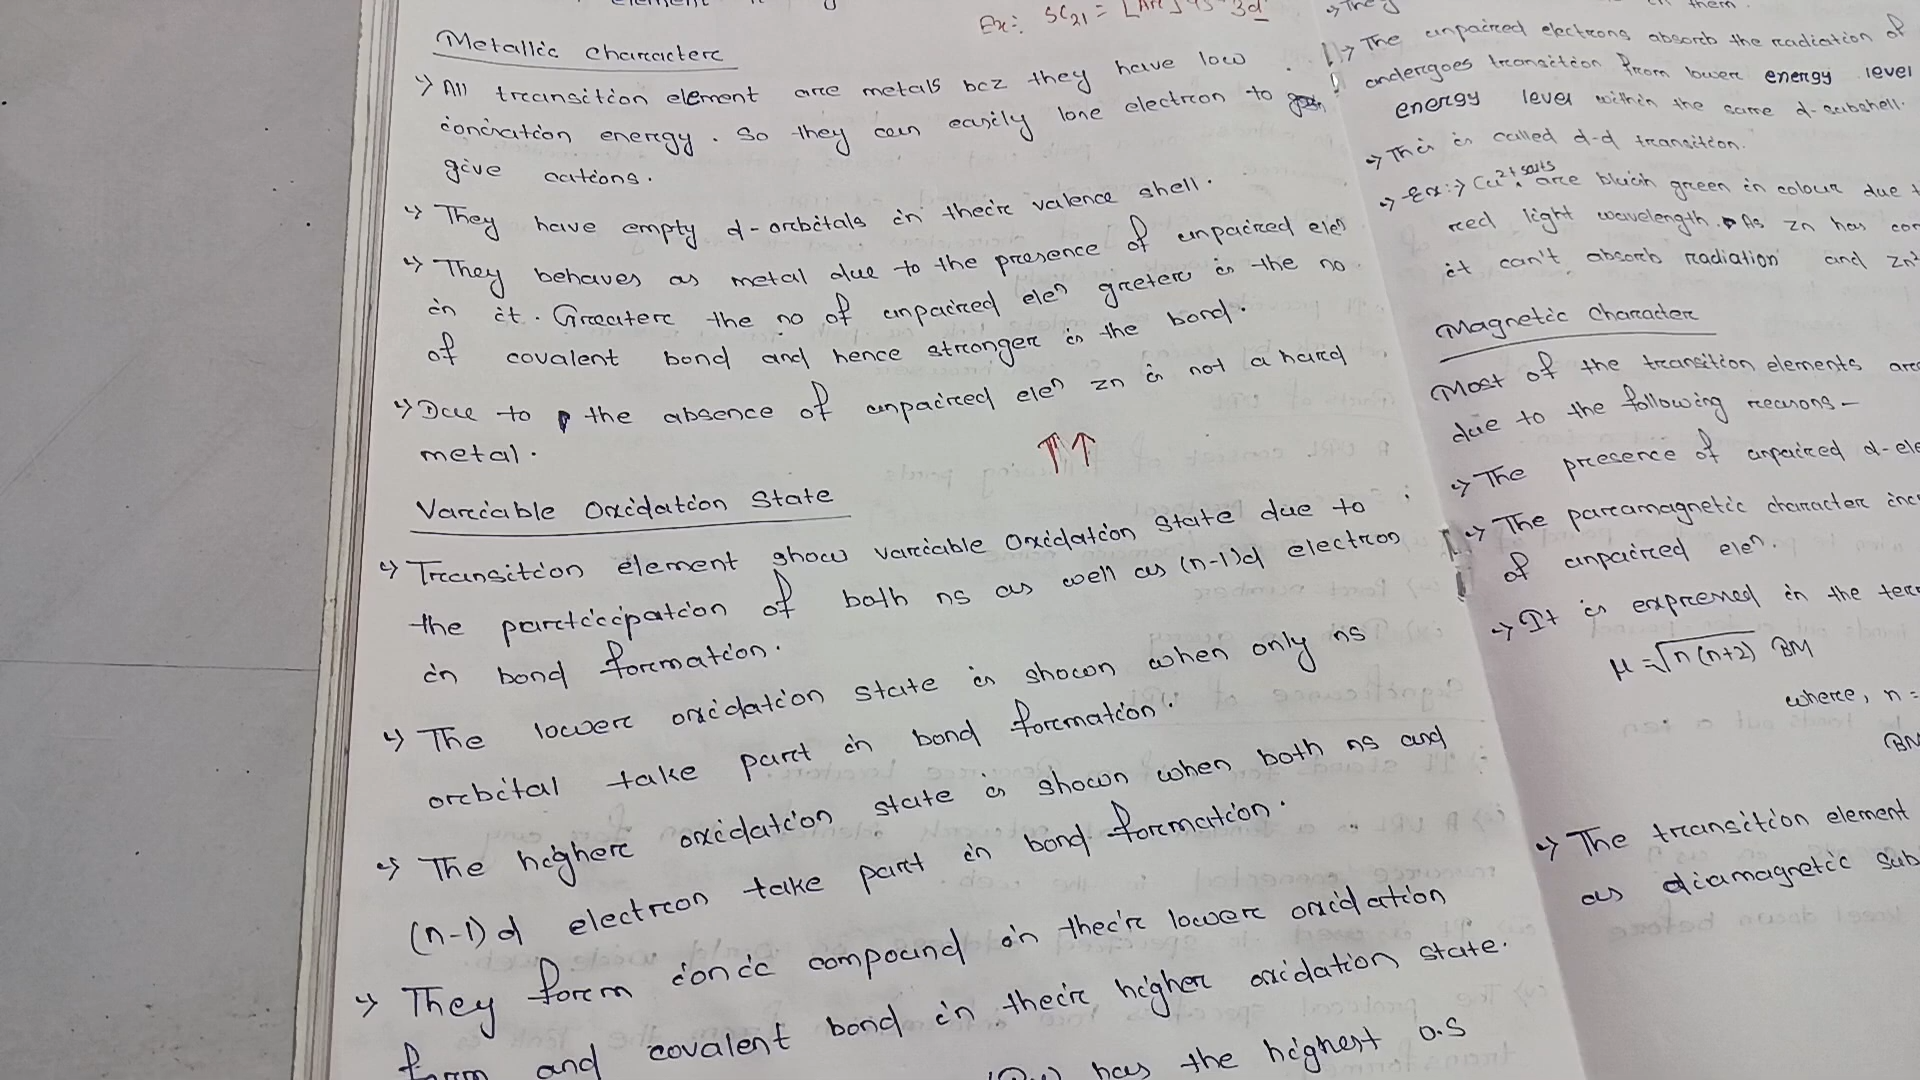 Ex: Sc21 = [Ar] 4s 3d
Metallic Character
→ All transition element are metals bcz they have low
ionisation energy. So they can easily lose electron to
give cations.
→ They have empty d-orbitals in their valence shell.
→ They behaves as metal due to the presence of unpaired eleⁿ
in it. Greater the no of unpaired eleⁿ greter is the no
of covalent bond and hence stronger is the bond.
→ Due to the absence of unpaired eleⁿ zn is not a hard
metal.
Variable Oxidation State
→ Transition element show variable Oxidation state due to
the participation of both ns as well as (n-1)d electron
in bond formation.
→ The lower oxidation state is shown when only ns
orbital take part in bond formation.
→ The higher oxidation state is shown when both ns and
(n-1)d electron take part in bond formation.
→ They form ionic compound in their lower oxidation
form and covalent bond in their higher oxidation state.
has the highest O.S
them.
→ The unpaired electrons absorb the radiation of
undergoes transition from lower energy level
energy level within the same d-subshell.
→ This is called d-d transition.
→ Ex:→ Cu²⁺ salts are bluish green in colour due
red light wavelength. As Zn has
it can't absorb radiation and
Magnetic Character
Most of the transition elements are
due to the following reasons—
→ The presence of unpaired
→ The paramagnetic character
of unpaired eleⁿ.
→ It is expressed in the
μ = √n(n+2) BM
where, n =
BM
→ The transition element
as diamagnetic